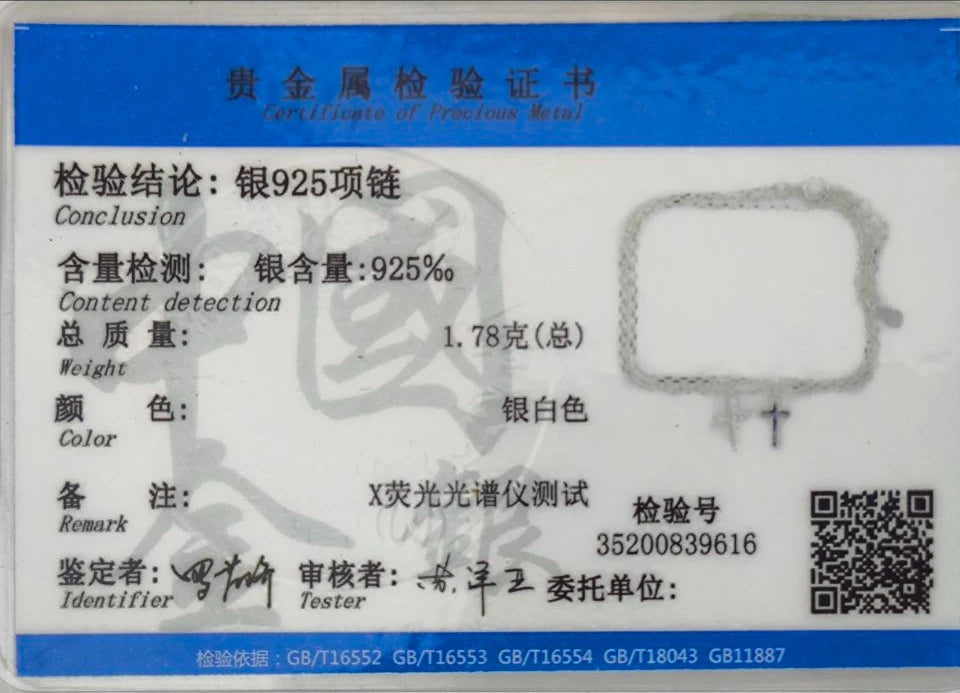 贵金属检验证书
Certificate of Precious Metal
检验结论: 银925项链
Conclusion
含量检测: 银含量:925‰
Content detection
总质量: 1.78克(总)
Weight
颜色: 银白色
Color
备注: X荧光光谱仪测试
Remark
检验号
35200839616
鉴定者: 审核者: 委托单位:
Identifier Tester
中國
金銀
检验依据:GB/T16552 GB/T16553 GB/T16554 GB/T18043 GB11887